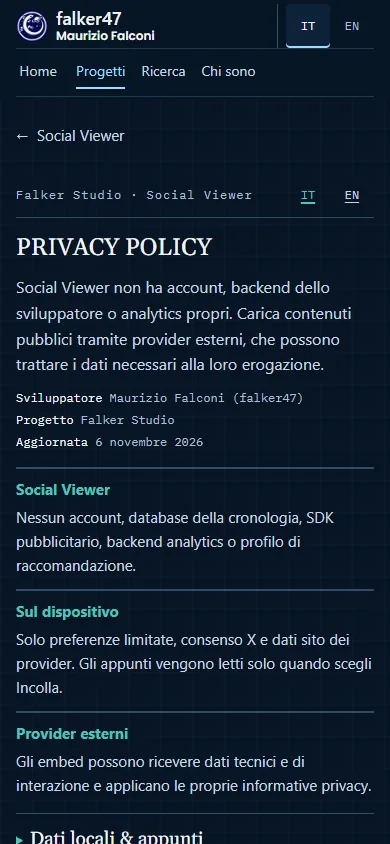 falker47
Maurizio Falconi
IT EN
Home Progetti Ricerca Chi sono
← Social Viewer
Falker Studio · Social Viewer IT EN
PRIVACY POLICY
Social Viewer non ha account, backend dello
sviluppatore o analytics propri. Carica contenuti
pubblici tramite provider esterni, che possono
trattare i dati necessari alla loro erogazione.
Sviluppatore Maurizio Falconi (falker47)
Progetto Falker Studio
Aggiornata 6 novembre 2026
Social Viewer
Nessun account, database della cronologia, SDK
pubblicitario, backend analytics o profilo di
raccomandazione.
Sul dispositivo
Solo preferenze limitate, consenso X e dati sito dei
provider. Gli appunti vengono letti solo quando scegli
Incolla.
Provider esterni
Gli embed possono ricevere dati tecnici e di
interazione e applicano le proprie informative privacy.
▸ Dati locali & appunti